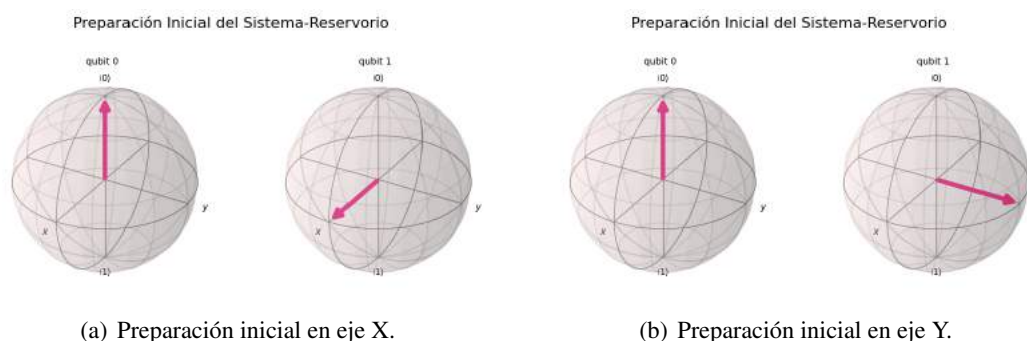 Preparación Inicial del Sistema-Reservorio
qubit 0
|0⟩
x
y
|1⟩
qubit 1
|0⟩
x
y
|1⟩
(a) Preparación inicial en eje X.
Preparación Inicial del Sistema-Reservorio
qubit 0
|0⟩
x
y
|1⟩
qubit 1
|0⟩
x
|1⟩
(b) Preparación inicial en eje Y.